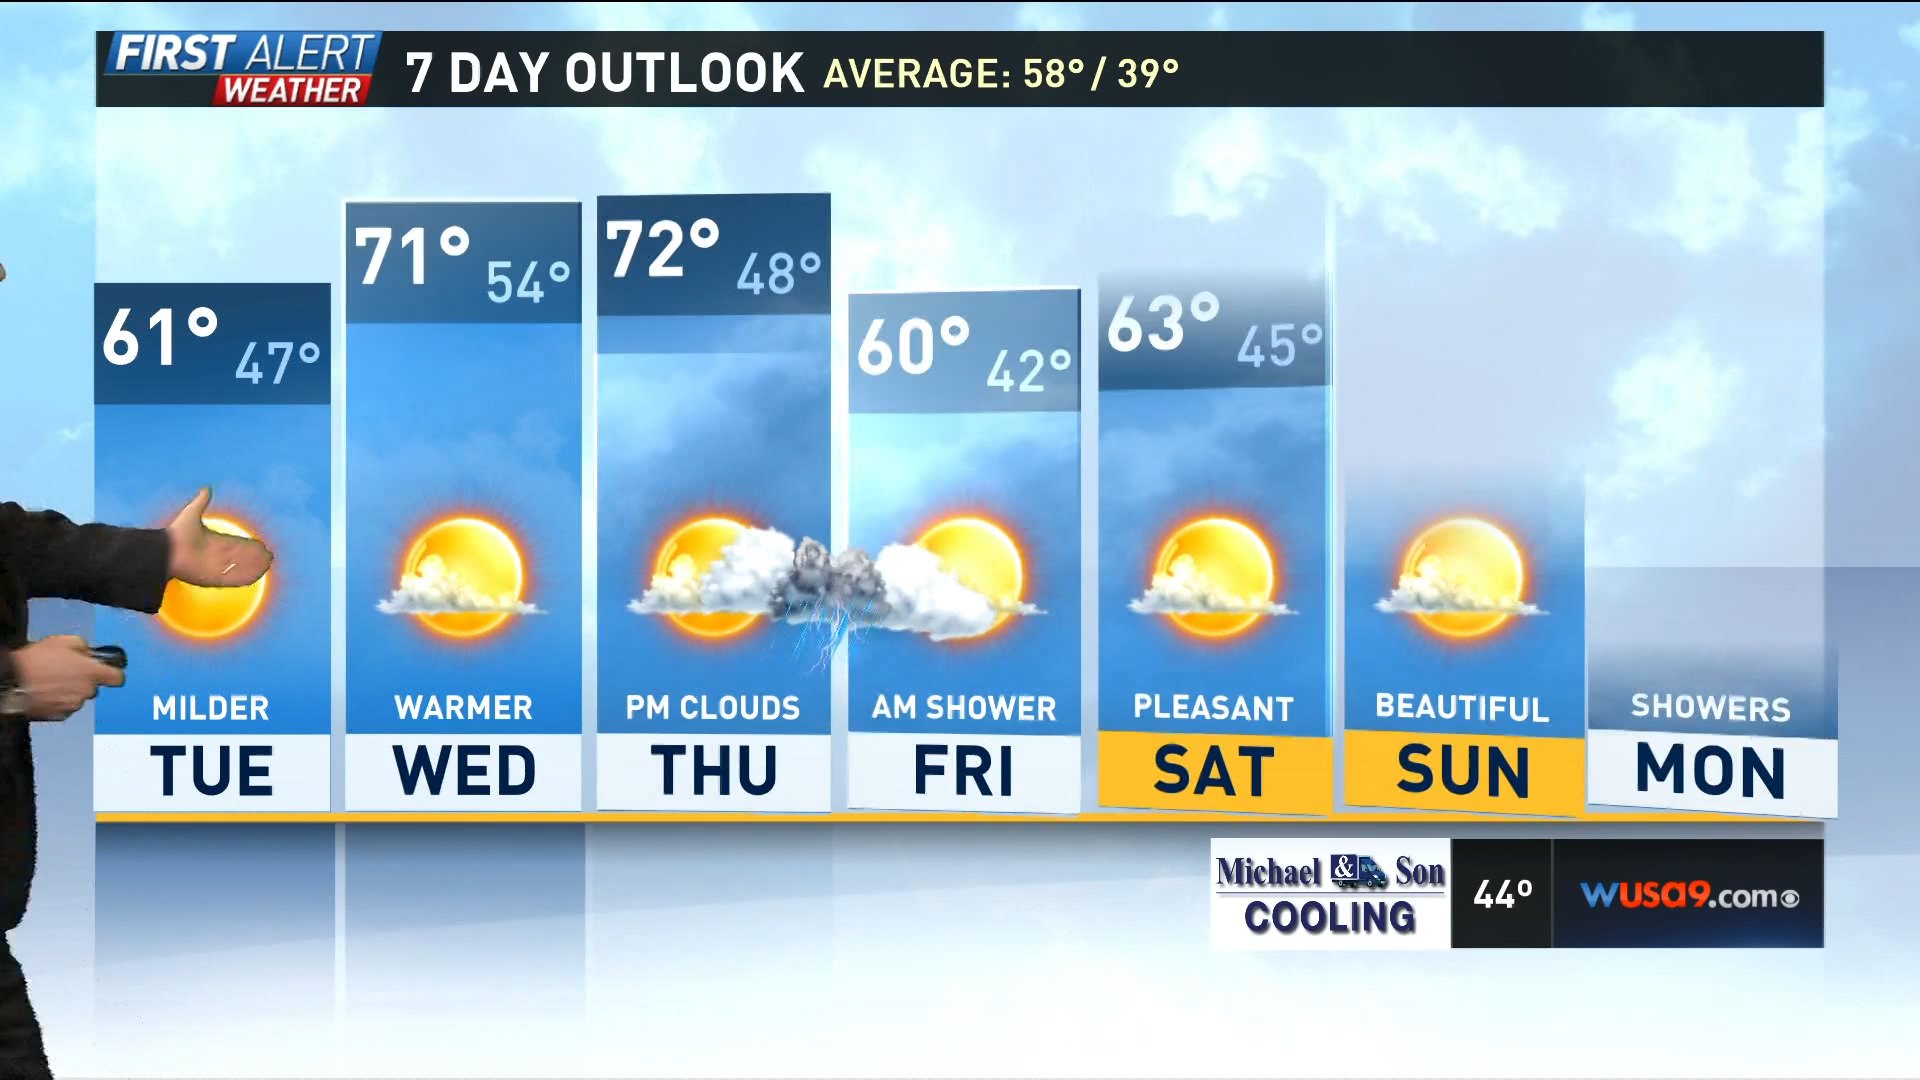 FIRST ALERT
WEATHER
7 DAY OUTLOOK AVERAGE: 58° / 39°
61° 47°
71° 54°
72° 48°
60° 42°
63° 45°
MILDER
WARMER
PM CLOUDS
AM SHOWER
PLEASANT
BEAUTIFUL
SHOWERS
TUE
WED
THU
FRI
SAT
SUN
MON
Michael & Son
COOLING
44°
WUSA9.com